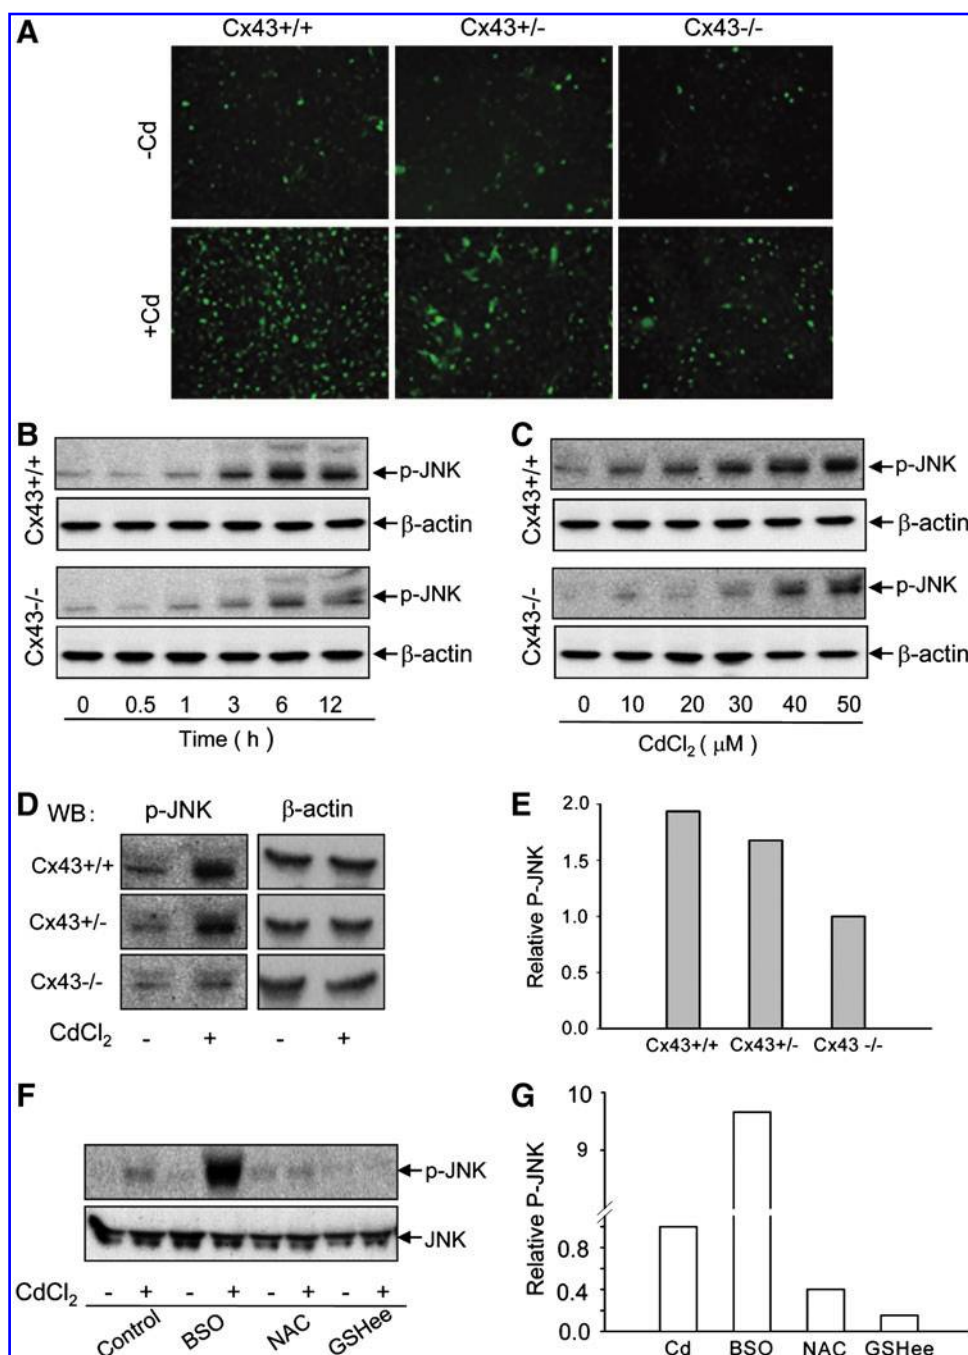 A
Cx43+/+ Cx43+/- Cx43-/-
-Cd
+Cd
B
Cx43+/+
p-JNK
β-actin
Cx43-/-
p-JNK
β-actin
0 0.5 1 3 6 12
Time ( h )
C
Cx43+/+
p-JNK
β-actin
Cx43-/-
p-JNK
β-actin
0 10 20 30 40 50
CdCl₂ ( μM )
D
WB: p-JNK β-actin
Cx43+/+
Cx43+/-
Cx43-/-
CdCl₂ - + - +
E
Relative P-JNK
2.0
1.5
1.0
0.5
0.0
Cx43+/+ Cx43+/- Cx43 -/-
F
p-JNK
JNK
CdCl₂ - + - + - + - +
Control BSO NAC GSHee
G
Relative P-JNK
10
9
0.8
0.4
0.0
Cd BSO NAC GSHee